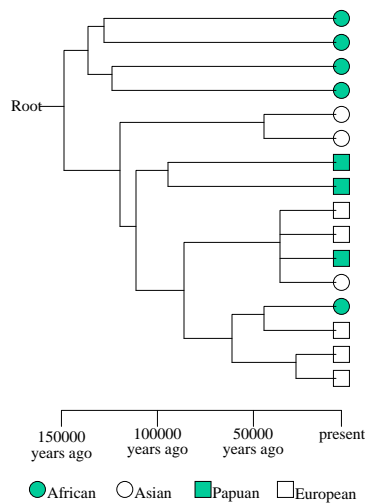 Root
150000 100000 50000 present
years ago years ago years ago
African Asian Papuan European